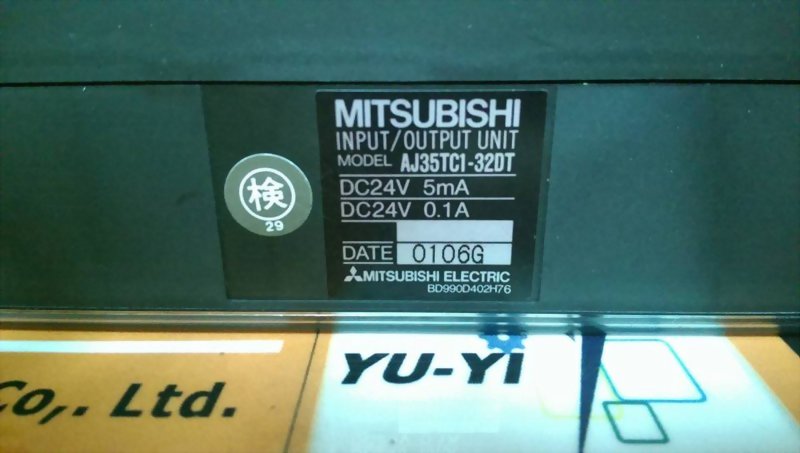 MITSUBISHI
INPUT/OUTPUT UNIT
MODEL AJ35TC1-32DT
DC24V 5mA
DC24V 0.1A
DATE 0106G
MITSUBISHI ELECTRIC
BD990D402H76
検
29
Co,. Ltd.
YU-YI